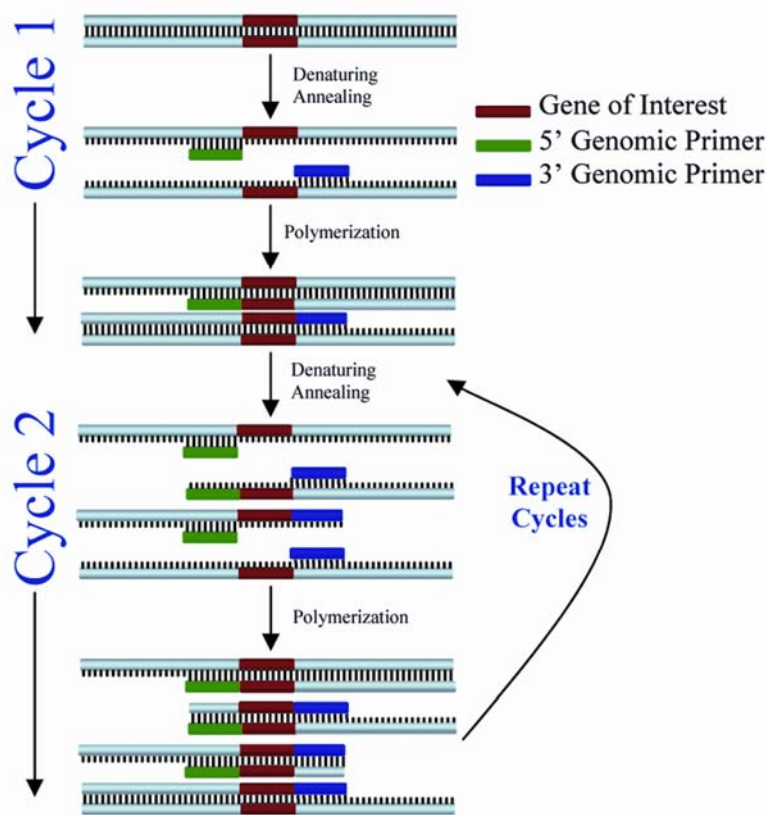 Cycle 1
Denaturing
Annealing
Gene of Interest
5' Genomic Primer
3' Genomic Primer
Polymerization
Denaturing
Annealing
Cycle 2
Repeat
Cycles
Polymerization